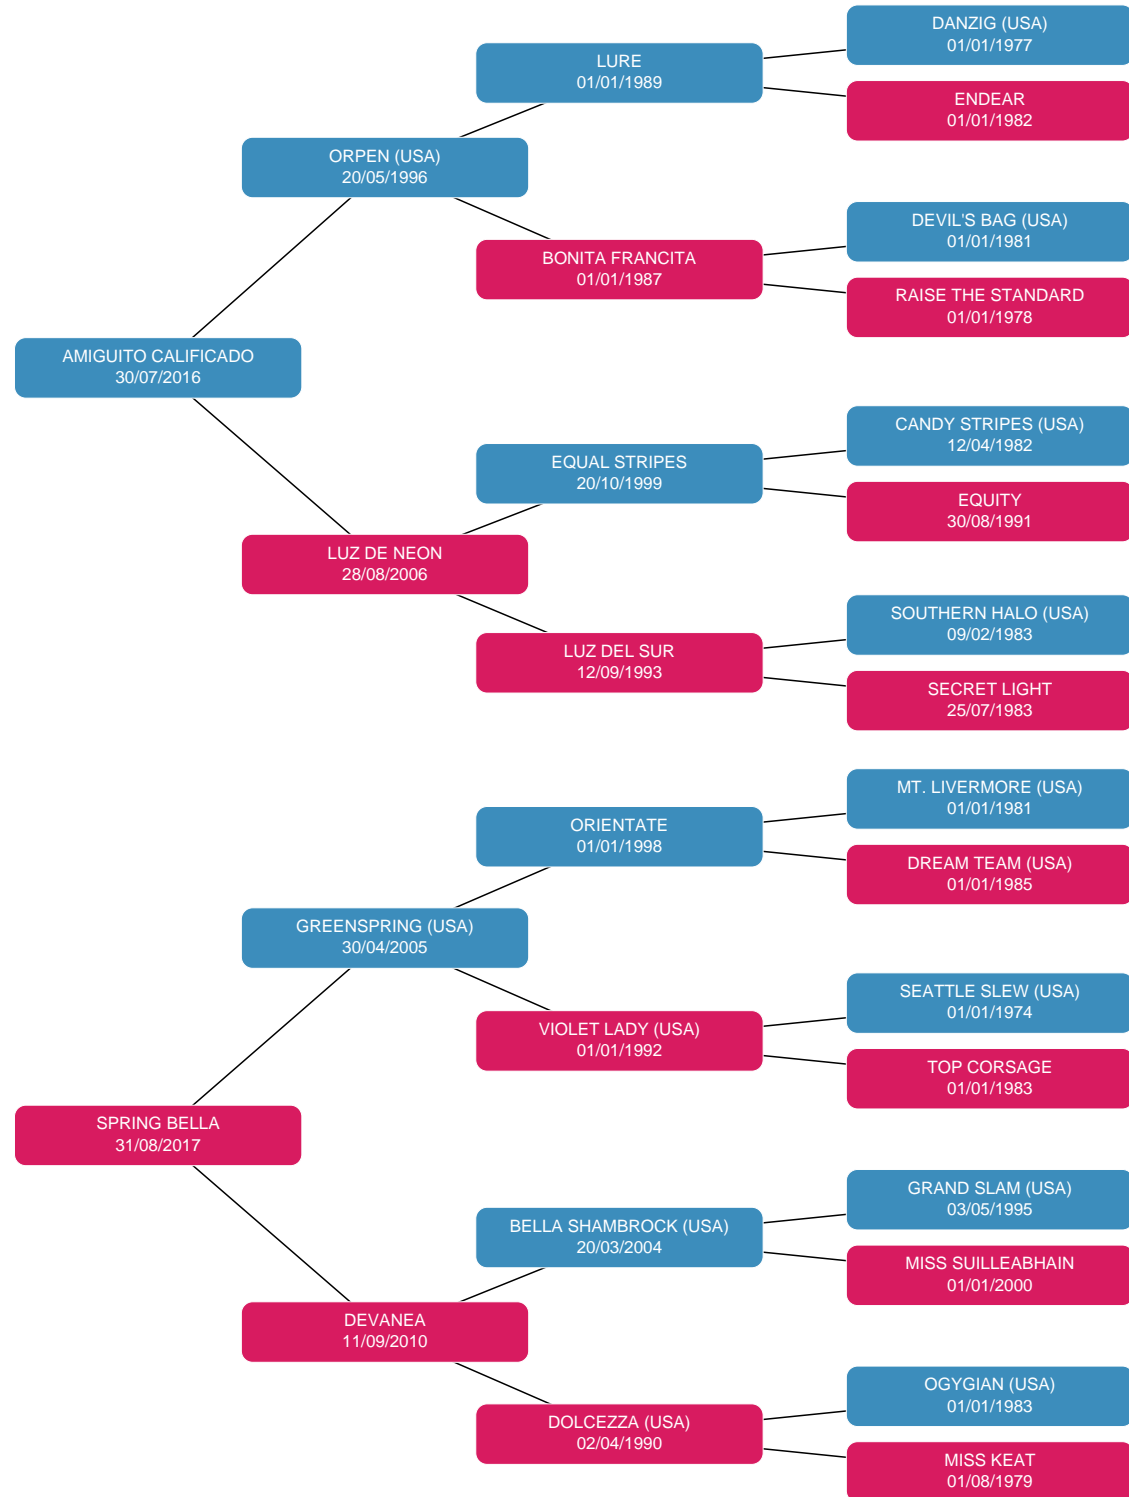 DANZIG (USA)
01/01/1977
LURE
01/01/1989
ENDEAR
01/01/1982
ORPEN (USA)
20/05/1996
DEVIL'S BAG (USA)
01/01/1981
BONITA FRANCITA
01/01/1987
RAISE THE STANDARD
01/01/1978
AMIGUITO CALIFICADO
30/07/2016
CANDY STRIPES (USA)
12/04/1982
EQUAL STRIPES
20/10/1999
EQUITY
30/08/1991
LUZ DE NEON
28/08/2006
SOUTHERN HALO (USA)
09/02/1983
LUZ DEL SUR
12/09/1993
SECRET LIGHT
25/07/1983
MT. LIVERMORE (USA)
01/01/1981
ORIENTATE
01/01/1998
DREAM TEAM (USA)
01/01/1985
GREENSPRING (USA)
30/04/2005
SEATTLE SLEW (USA)
01/01/1974
VIOLET LADY (USA)
01/01/1992
TOP CORSAGE
01/01/1983
SPRING BELLA
31/08/2017
GRAND SLAM (USA)
03/05/1995
BELLA SHAMBROCK (USA)
20/03/2004
MISS SUILLEABHAIN
01/01/2000
DEVANEA
11/09/2010
OGYGIAN (USA)
01/01/1983
DOLCEZZA (USA)
02/04/1990
MISS KEAT
01/08/1979